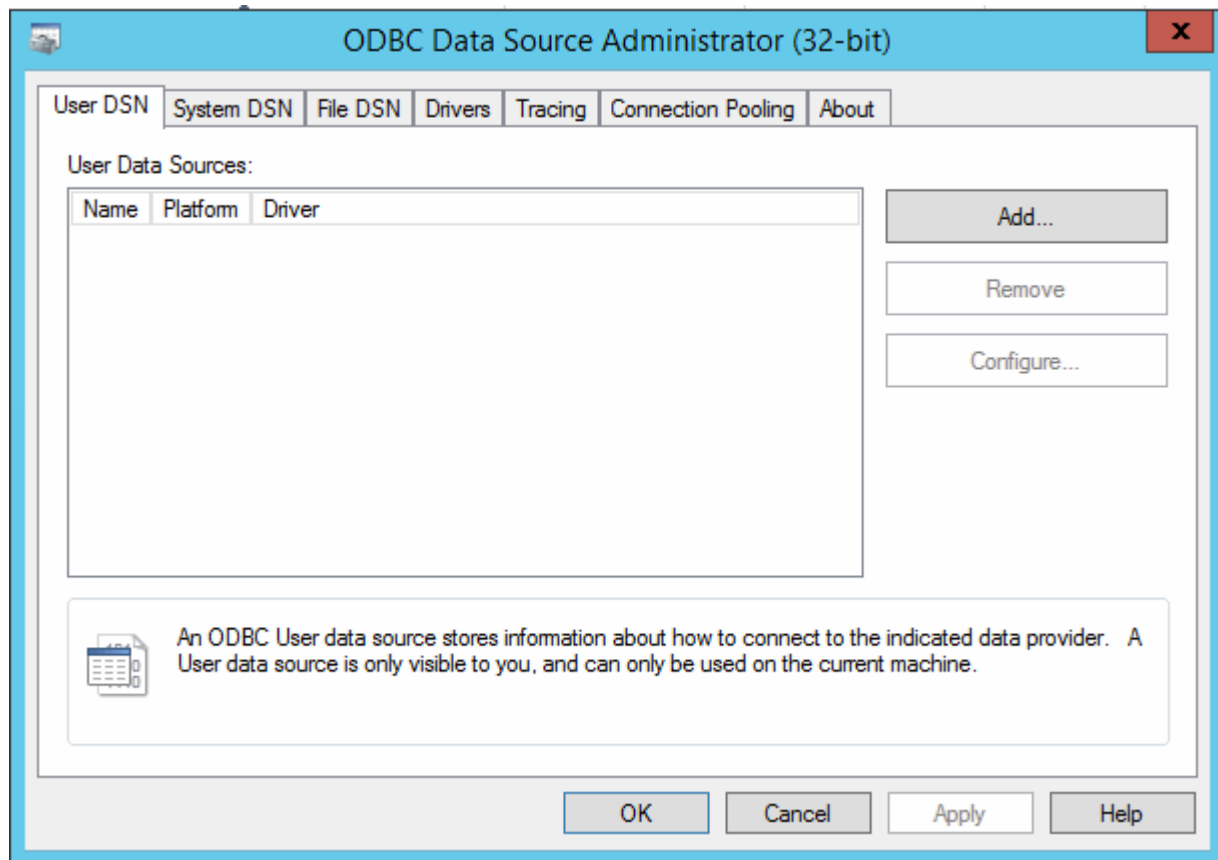 ODBC Data Source Administrator (32-bit)
x
User DSN System DSN File DSN Drivers Tracing Connection Pooling About
User Data Sources:
Name Platform Driver
Add...
Remove
Configure...
An ODBC User data source stores information about how to connect to the indicated data provider. A
User data source is only visible to you, and can only be used on the current machine.
OK Cancel Apply Help